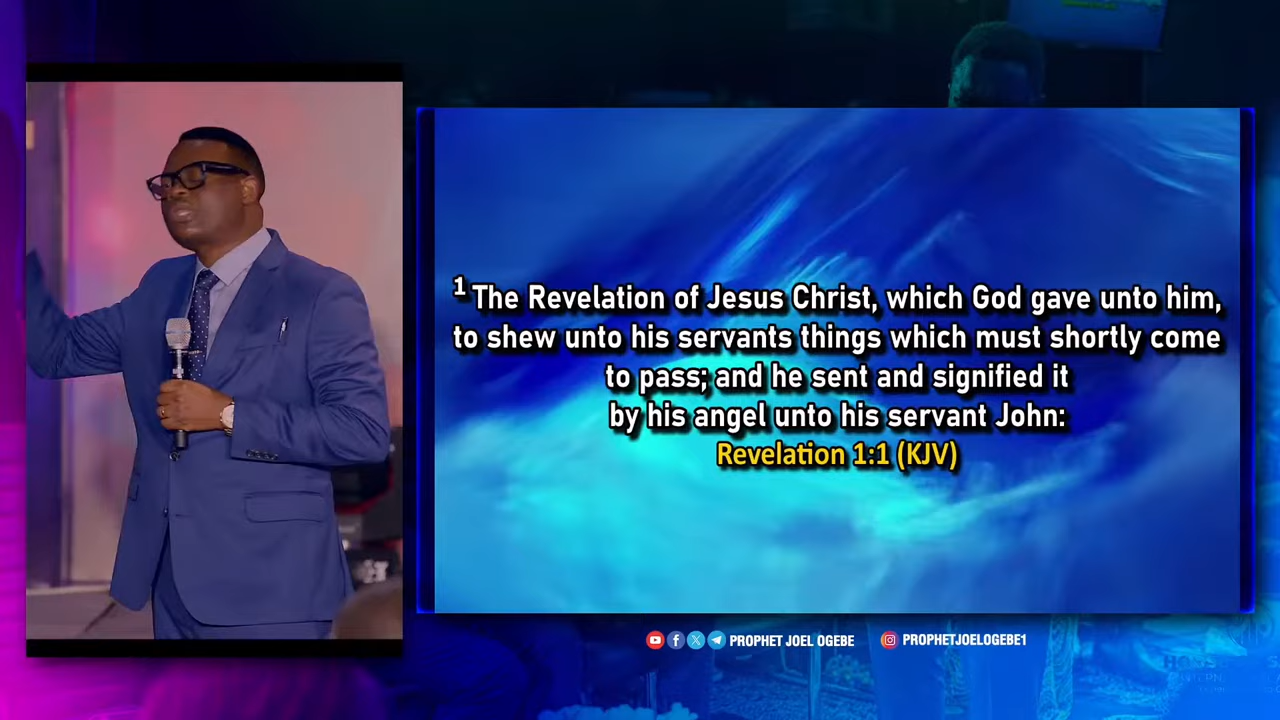 1 The Revelation of Jesus Christ, which God gave unto him,
to shew unto his servants things which must shortly come
to pass; and he sent and signified it
by his angel unto his servant John:
Revelation 1:1 (KJV)
PROPHET JOEL OGEBE
PROPHETJOELOGEBE1